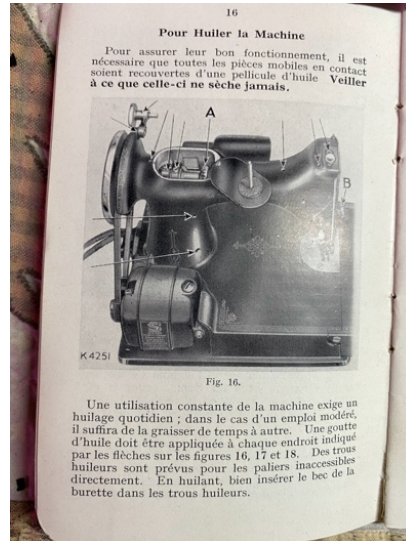 16
Pour Huiler la Machine
Pour assurer leur bon fonctionnement, il est
nécessaire que toutes les pièces mobiles en contact
soient recouvertes d'une pellicule d'huile Veiller
à ce que celle-ci ne sèche jamais.
A
B
K4251
Fig. 16.
Une utilisation constante de la machine exige un
huilage quotidien ; dans le cas d'un emploi modéré,
il suffira de la graisser de temps à autre. Une goutte
d'huile doit être appliquée à chaque endroit indiqué
par les flèches sur les figures 16, 17 et 18. Des trous
huileurs sont prévus pour les paliers inaccessibles
directement. En huilant, bien insérer le bec de la
burette dans les trous huileurs.